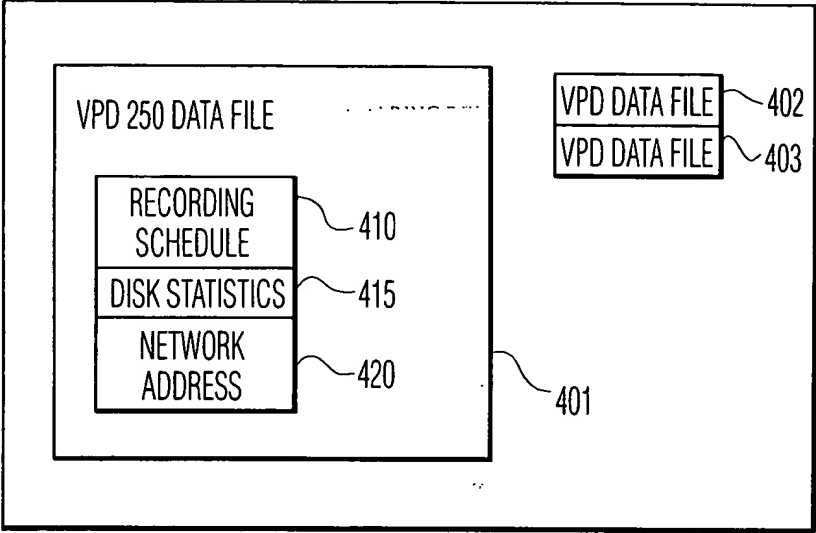 VPD 250 DATA FILE
RECORDING
SCHEDULE
410
DISK STATISTICS
415
NETWORK
ADDRESS
420
401
VPD DATA FILE
402
VPD DATA FILE
403